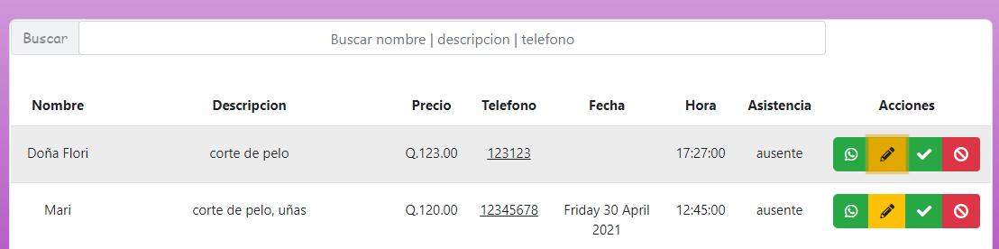 Buscar Buscar nombre | descripcion | telefono
Nombre Descripcion Precio Telefono Fecha Hora Asistencia Acciones
Doña Flori corte de pelo Q.123.00 123123 17:27:00 ausente
Mari corte de pelo, uñas Q.120.00 12345678 Friday 30 April 12:45:00 ausente
2021